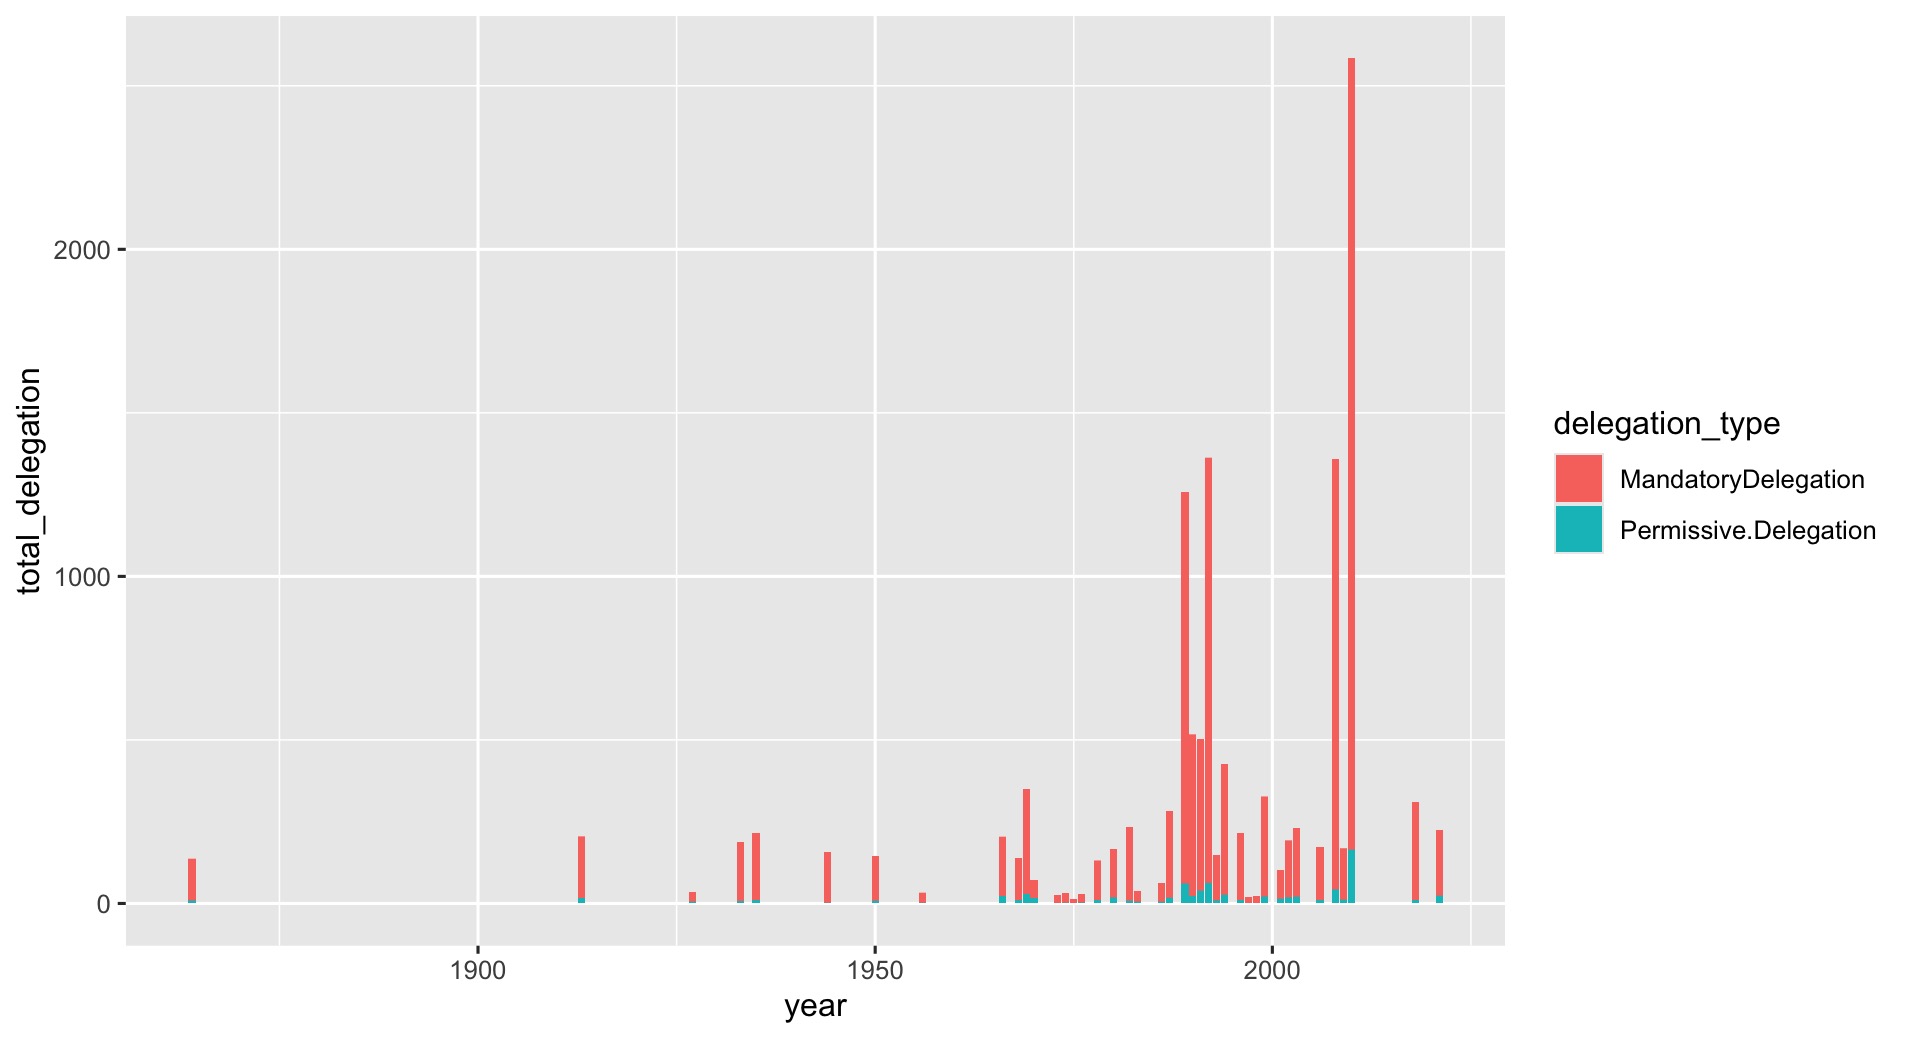 2000
1000
0
total_delegation
1900
1950
2000
year
delegation_type
MandatoryDelegation
Permissive.Delegation